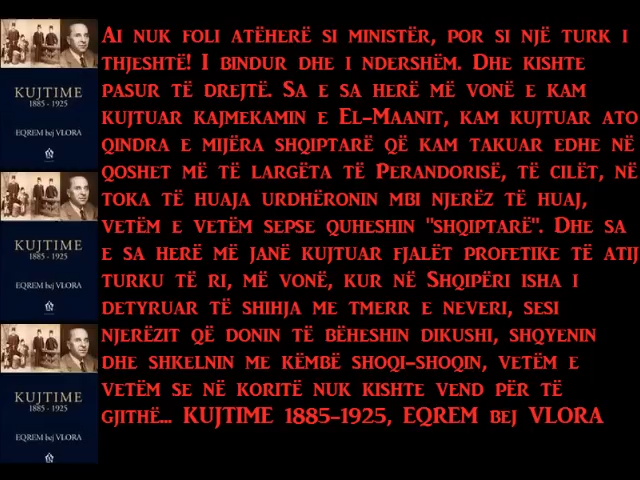 KUJTIME
1885 - 1925
EQREM bej VLORA
KUJTIME
1885 - 1925
EQREM bej VLORA
KUJTIME
1885 - 1925
EQREM bej VLORA
Ai nuk foli atëherë si ministër, por si një turk i
thjeshtë! I bindur dhe i ndershëm. Dhe kishte
pasur të drejtë. Sa e sa herë më vonë e kam
kujtuar kajmekamin e El-Maanit, kam kujtuar ato
qindra e mijëra shqiptarë që kam takuar edhe në
qoshet më të largëta të Perandorisë, të cilët, në
toka të huaja urdhëronin mbi njerëz të huaj,
vetëm e vetëm sepse quheshin "shqiptarë". Dhe sa
e sa herë më janë kujtuar fjalët profetike të atij
turku të ri, më vonë, kur në Shqipëri isha i
detyruar të shihja me tmerr e neveri, sesi
njerëzit që donin të bëheshin dikushi, shqyenin
dhe shkelnin me këmbë shoqi-shoqin, vetëm e
vetëm se në koritë nuk kishte vend për të
gjithë... KUJTIME 1885-1925, EQREM bej VLORA